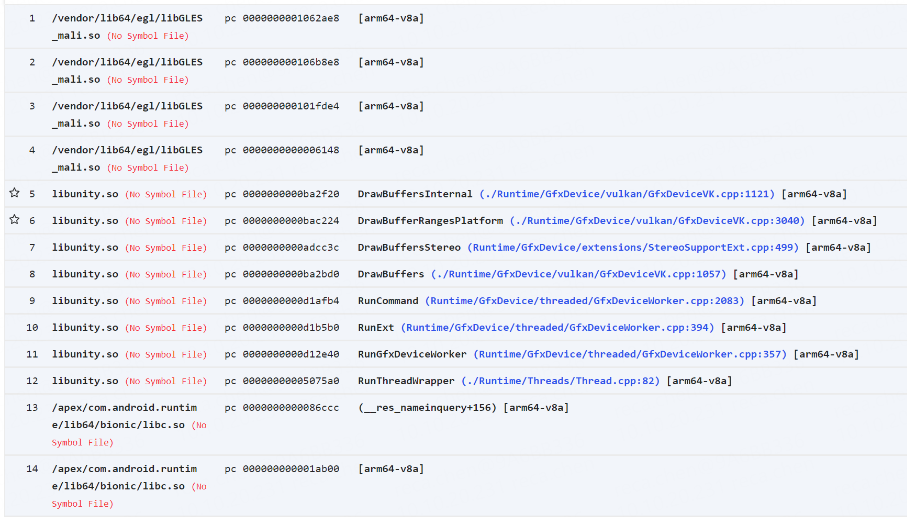 1 /vendor/lib64/egl/libGLES pc 0000000001062ae8 [arm64-v8a]
_mali.so (No Symbol File)
2 /vendor/lib64/egl/libGLES pc 000000000106b8e8 [arm64-v8a]
_mali.so (No Symbol File)
3 /vendor/lib64/egl/libGLES pc 000000000101fde4 [arm64-v8a]
_mali.so (No Symbol File)
4 /vendor/lib64/egl/libGLES pc 0000000000006148 [arm64-v8a]
_mali.so (No Symbol File)
5 libunity.so (No Symbol File) pc 0000000000ba2f20 DrawBuffersInternal (./Runtime/GfxDevice/vulkan/GfxDeviceVK.cpp:1121) [arm64-v8a]
6 libunity.so (No Symbol File) pc 0000000000bac224 DrawBufferRangesPlatform (./Runtime/GfxDevice/vulkan/GfxDeviceVK.cpp:3040) [arm64-v8a]
7 libunity.so (No Symbol File) pc 0000000000adcc3c DrawBuffersStereo (Runtime/GfxDevice/extensions/StereoSupportExt.cpp:499) [arm64-v8a]
8 libunity.so (No Symbol File) pc 0000000000ba2bd0 DrawBuffers (./Runtime/GfxDevice/vulkan/GfxDeviceVK.cpp:1057) [arm64-v8a]
9 libunity.so (No Symbol File) pc 0000000000d1afb4 RunCommand (Runtime/GfxDevice/threaded/GfxDeviceWorker.cpp:2083) [arm64-v8a]
10 libunity.so (No Symbol File) pc 0000000000d1b5b0 RunExt (Runtime/GfxDevice/threaded/GfxDeviceWorker.cpp:394) [arm64-v8a]
11 libunity.so (No Symbol File) pc 0000000000d12e40 RunGfxDeviceWorker (Runtime/GfxDevice/threaded/GfxDeviceWorker.cpp:357) [arm64-v8a]
12 libunity.so (No Symbol File) pc 00000000005075a0 RunThreadWrapper (./Runtime/Threads/Thread.cpp:82) [arm64-v8a]
13 /apex/com.android.runtim pc 0000000000086ccc (__res_nameinquery+156) [arm64-v8a]
e/lib64/bionic/libc.so (No
Symbol File)
14 /apex/com.android.runtim pc 000000000001ab00 [arm64-v8a]
e/lib64/bionic/libc.so (No
Symbol File)